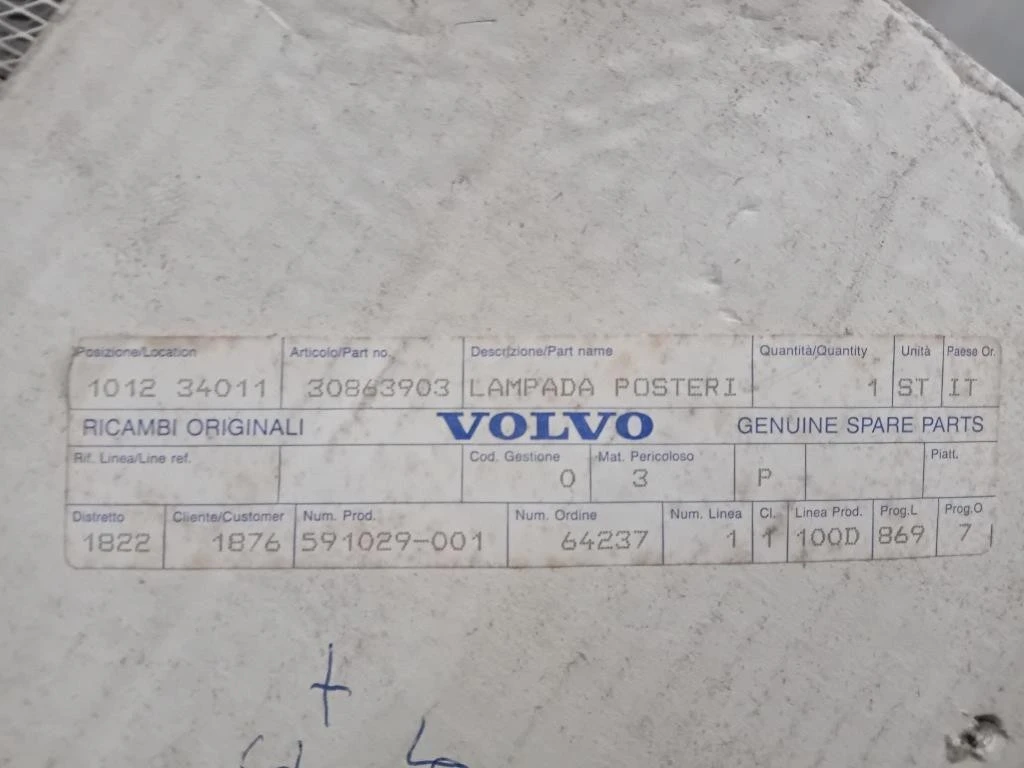 Posizione/Location Articolo/Part no. Descrizione/Part name Quantità/Quantity Unità Paese Or.
1012 34011 30863903 LAMPADA POSTERI 1 ST IT
RICAMBI ORIGINALI VOLVO GENUINE SPARE PARTS
Rif. Linea/Line ref. Cod. Gestione Mat. Pericoloso Piatt.
0 3 P
Distretto Cliente/Customer Num. Prod. Num. Ordine Num. Linea Cl. Linea Prod. Prog.L Prog.O
1822 1876 591029-001 64237 1 1 100D 869 7
+